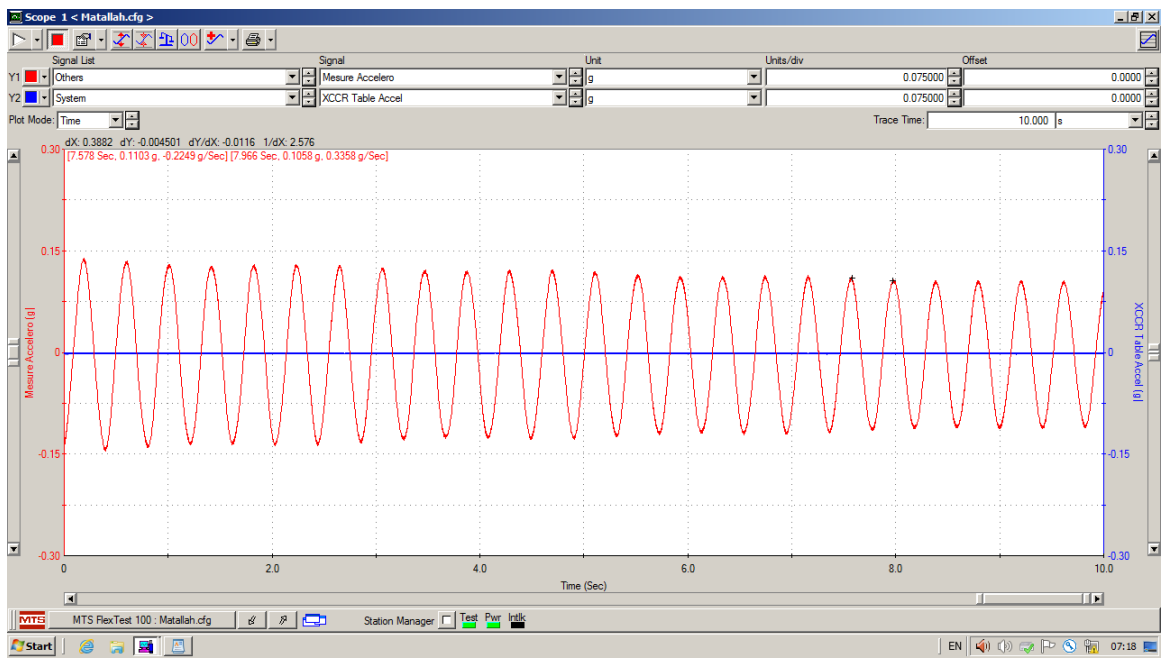 Scope 1 < Matallah.cfg >
Signal List Signal Unit Units/div Offset
Y1 Others Mesure Accelero g 0.075000 0.0000
Y2 System XCCR Table Accel g 0.075000 0.0000
Plot Mode: Time Trace Time: 10.000 s
dX: 0.3882 dY: -0.004501 dY/dX: -0.0116 1/dX: 2.576
[7.578 Sec, 0.1103 g, -0.2249 g/Sec] [7.966 Sec, 0.1058 g, 0.3358 g/Sec]
0.30 0.30
0.15 0.15
0 0
-0.15 -0.15
-0.30 -0.30
Mesure Accelero [g]
XCCR Table Accel [g]
0 2.0 4.0 6.0 8.0 10.0
Time (Sec)
MTS MTS FlexTest 100 : Matallah.cfg Station Manager Test Pwr Intlk
Start EN 07:18